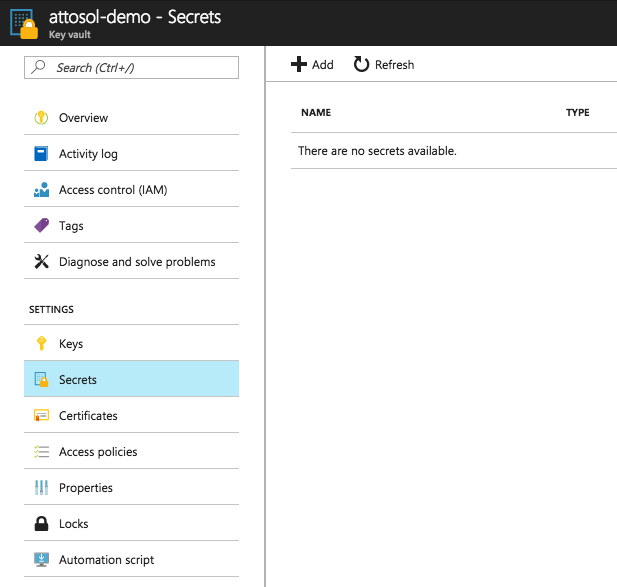 attosol-demo - Secrets
Key vault
Search (Ctrl+/)
Overview
Activity log
Access control (IAM)
Tags
Diagnose and solve problems
SETTINGS
Keys
Secrets
Certificates
Access policies
Properties
Locks
Automation script
Add Refresh
NAME TYPE
There are no secrets available.